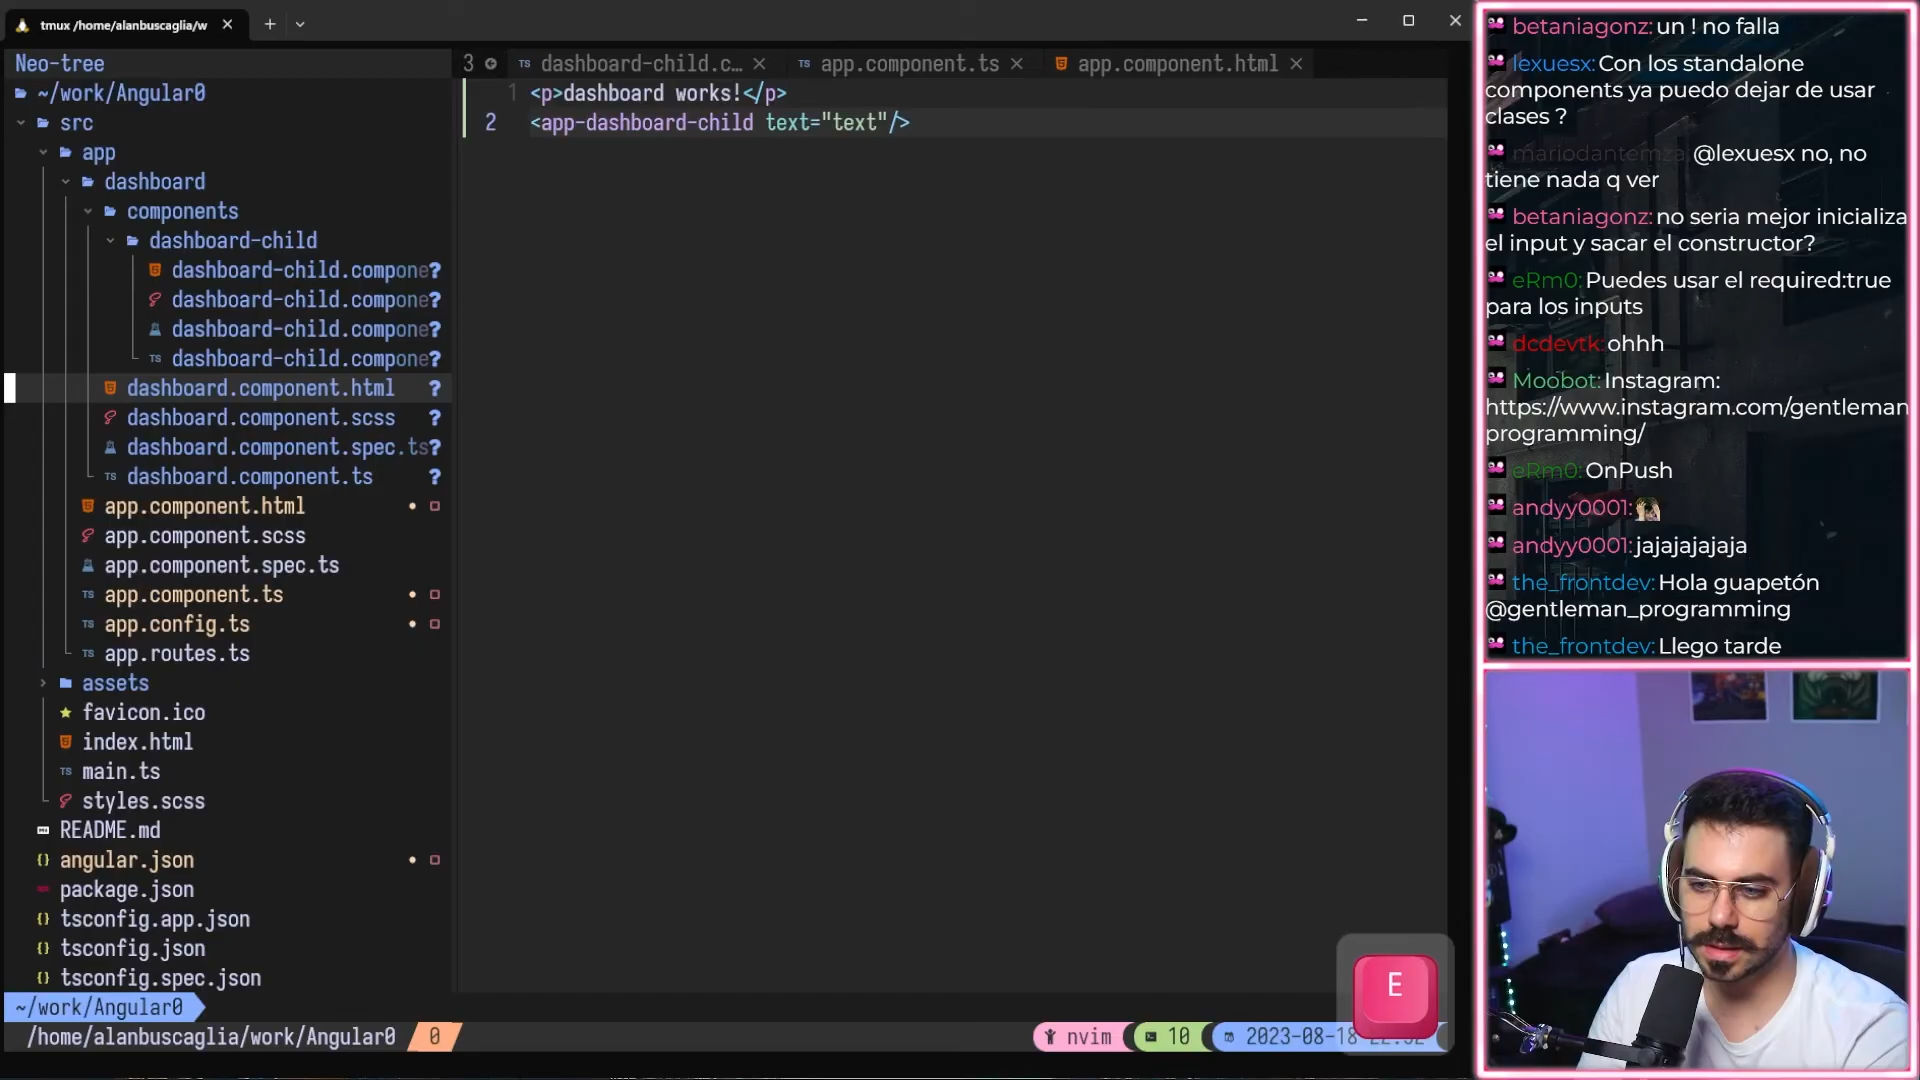 tmux /home/alanbuscaglia/w
Neo-tree
~/work/Angular0
src
app
dashboard
components
dashboard-child
dashboard-child.compone?
dashboard-child.compone?
dashboard-child.compone?
dashboard-child.compone?
dashboard.component.html ?
dashboard.component.scss ?
dashboard.component.spec.ts?
dashboard.component.ts ?
app.component.html
app.component.scss
app.component.spec.ts
app.component.ts
app.config.ts
app.routes.ts
assets
favicon.ico
index.html
main.ts
styles.scss
README.md
angular.json
package.json
tsconfig.app.json
tsconfig.json
tsconfig.spec.json
~/work/Angular0
/home/alanbuscaglia/work/Angular0 0
3 TS dashboard-child.c… TS app.component.ts app.component.html
1 <p>dashboard works!</p>
2 <app-dashboard-child text="text"/>
E
nvim 10 2023-08-18
betaniagonz: un ! no falla
lexuesx: Con los standalone
components ya puedo dejar de usar
clases ?
mariodantemza: @lexuesx no, no
tiene nada q ver
betaniagonz: no seria mejor inicializa
el input y sacar el constructor?
eRm0: Puedes usar el required:true
para los inputs
dcdevtk: ohhh
Moobot: Instagram:
https://www.instagram.com/gentleman
programming/
eRm0: OnPush
andyy0001:
andyy0001: jajajajajaja
the_frontdev: Hola guapetón
@gentleman_programming
the_frontdev: Llego tarde